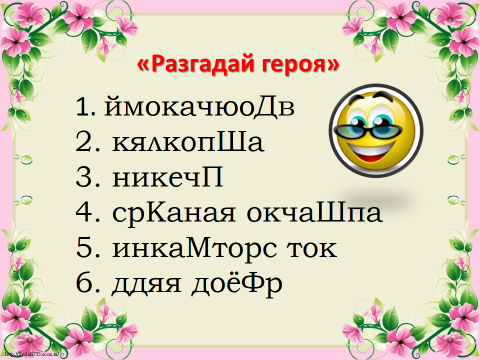 «Разгадай героя»
1. ймокачюоДв
2. кялкопШа
3. никечП
4. срКаная окчаШпа
5. инкаМторс ток
6. ддяя доёФр